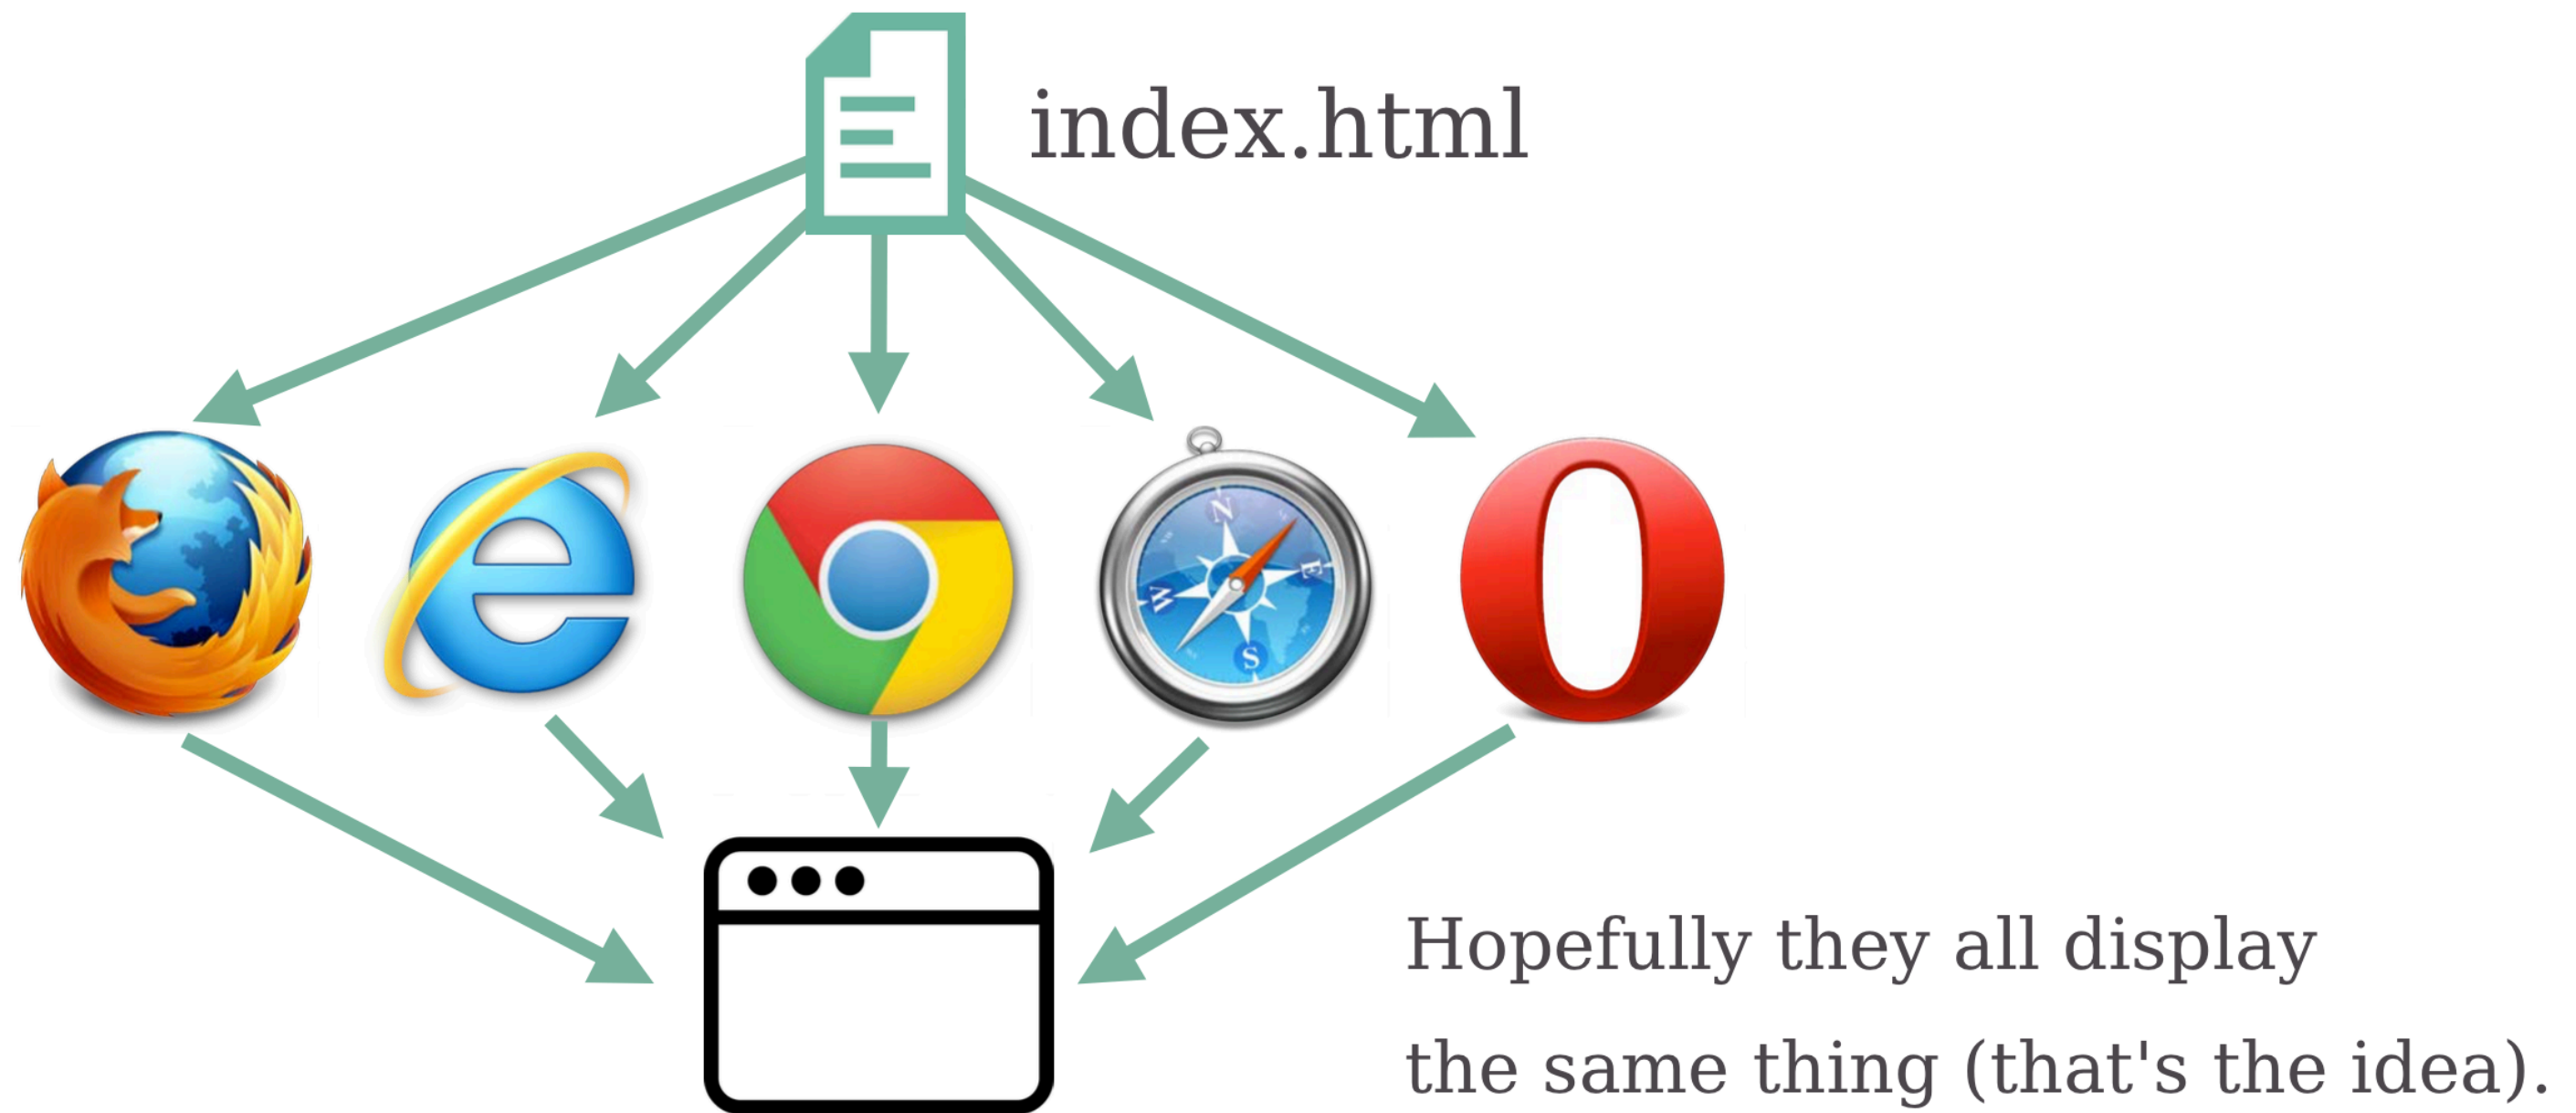 index.html
N
E
W
S
Hopefully they all display
the same thing (that's the idea).